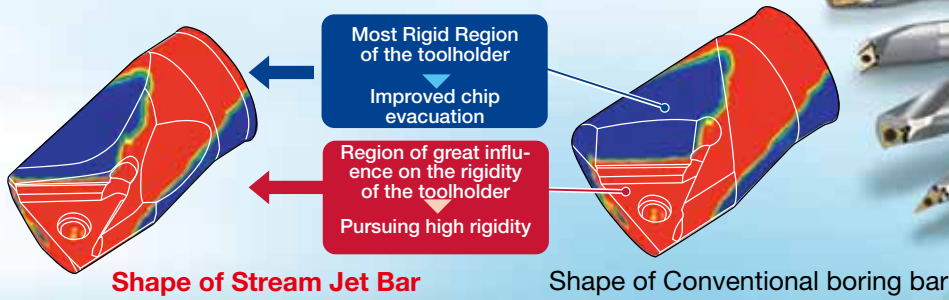 Most Rigid Region
of the toolholder
Improved chip
evacuation
Region of great influ-
ence on the rigidity
of the toolholder
Pursuing high rigidity
Shape of Stream Jet Bar
Shape of Conventional boring bar